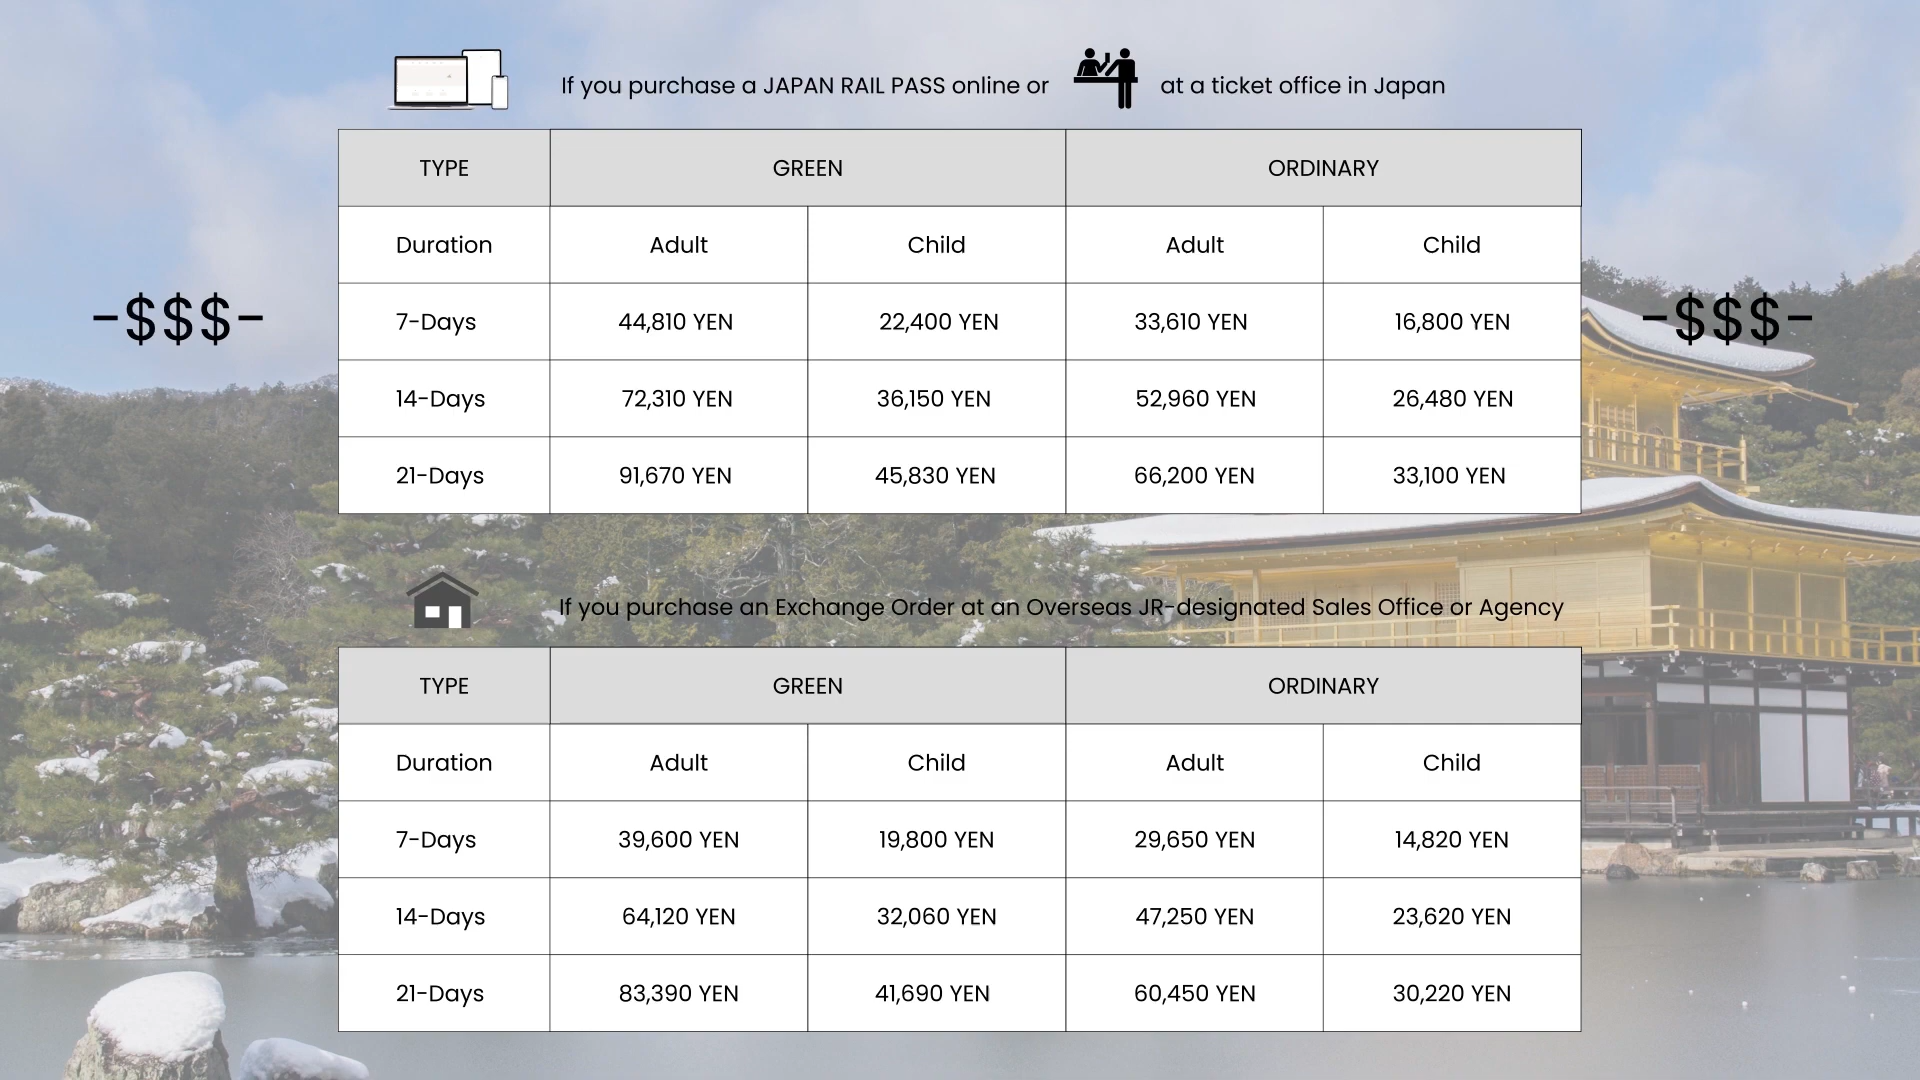 If you purchase a JAPAN RAIL PASS online or at a ticket office in Japan
TYPE GREEN ORDINARY
Duration Adult Child Adult Child
-$$$- 7-Days 44,810 YEN 22,400 YEN 33,610 YEN 16,800 YEN -$$$-
14-Days 72,310 YEN 36,150 YEN 52,960 YEN 26,480 YEN
21-Days 91,670 YEN 45,830 YEN 66,200 YEN 33,100 YEN
If you purchase an Exchange Order at an Overseas JR-designated Sales Office or Agency
TYPE GREEN ORDINARY
Duration Adult Child Adult Child
7-Days 39,600 YEN 19,800 YEN 29,650 YEN 14,820 YEN
14-Days 64,120 YEN 32,060 YEN 47,250 YEN 23,620 YEN
21-Days 83,390 YEN 41,690 YEN 60,450 YEN 30,220 YEN